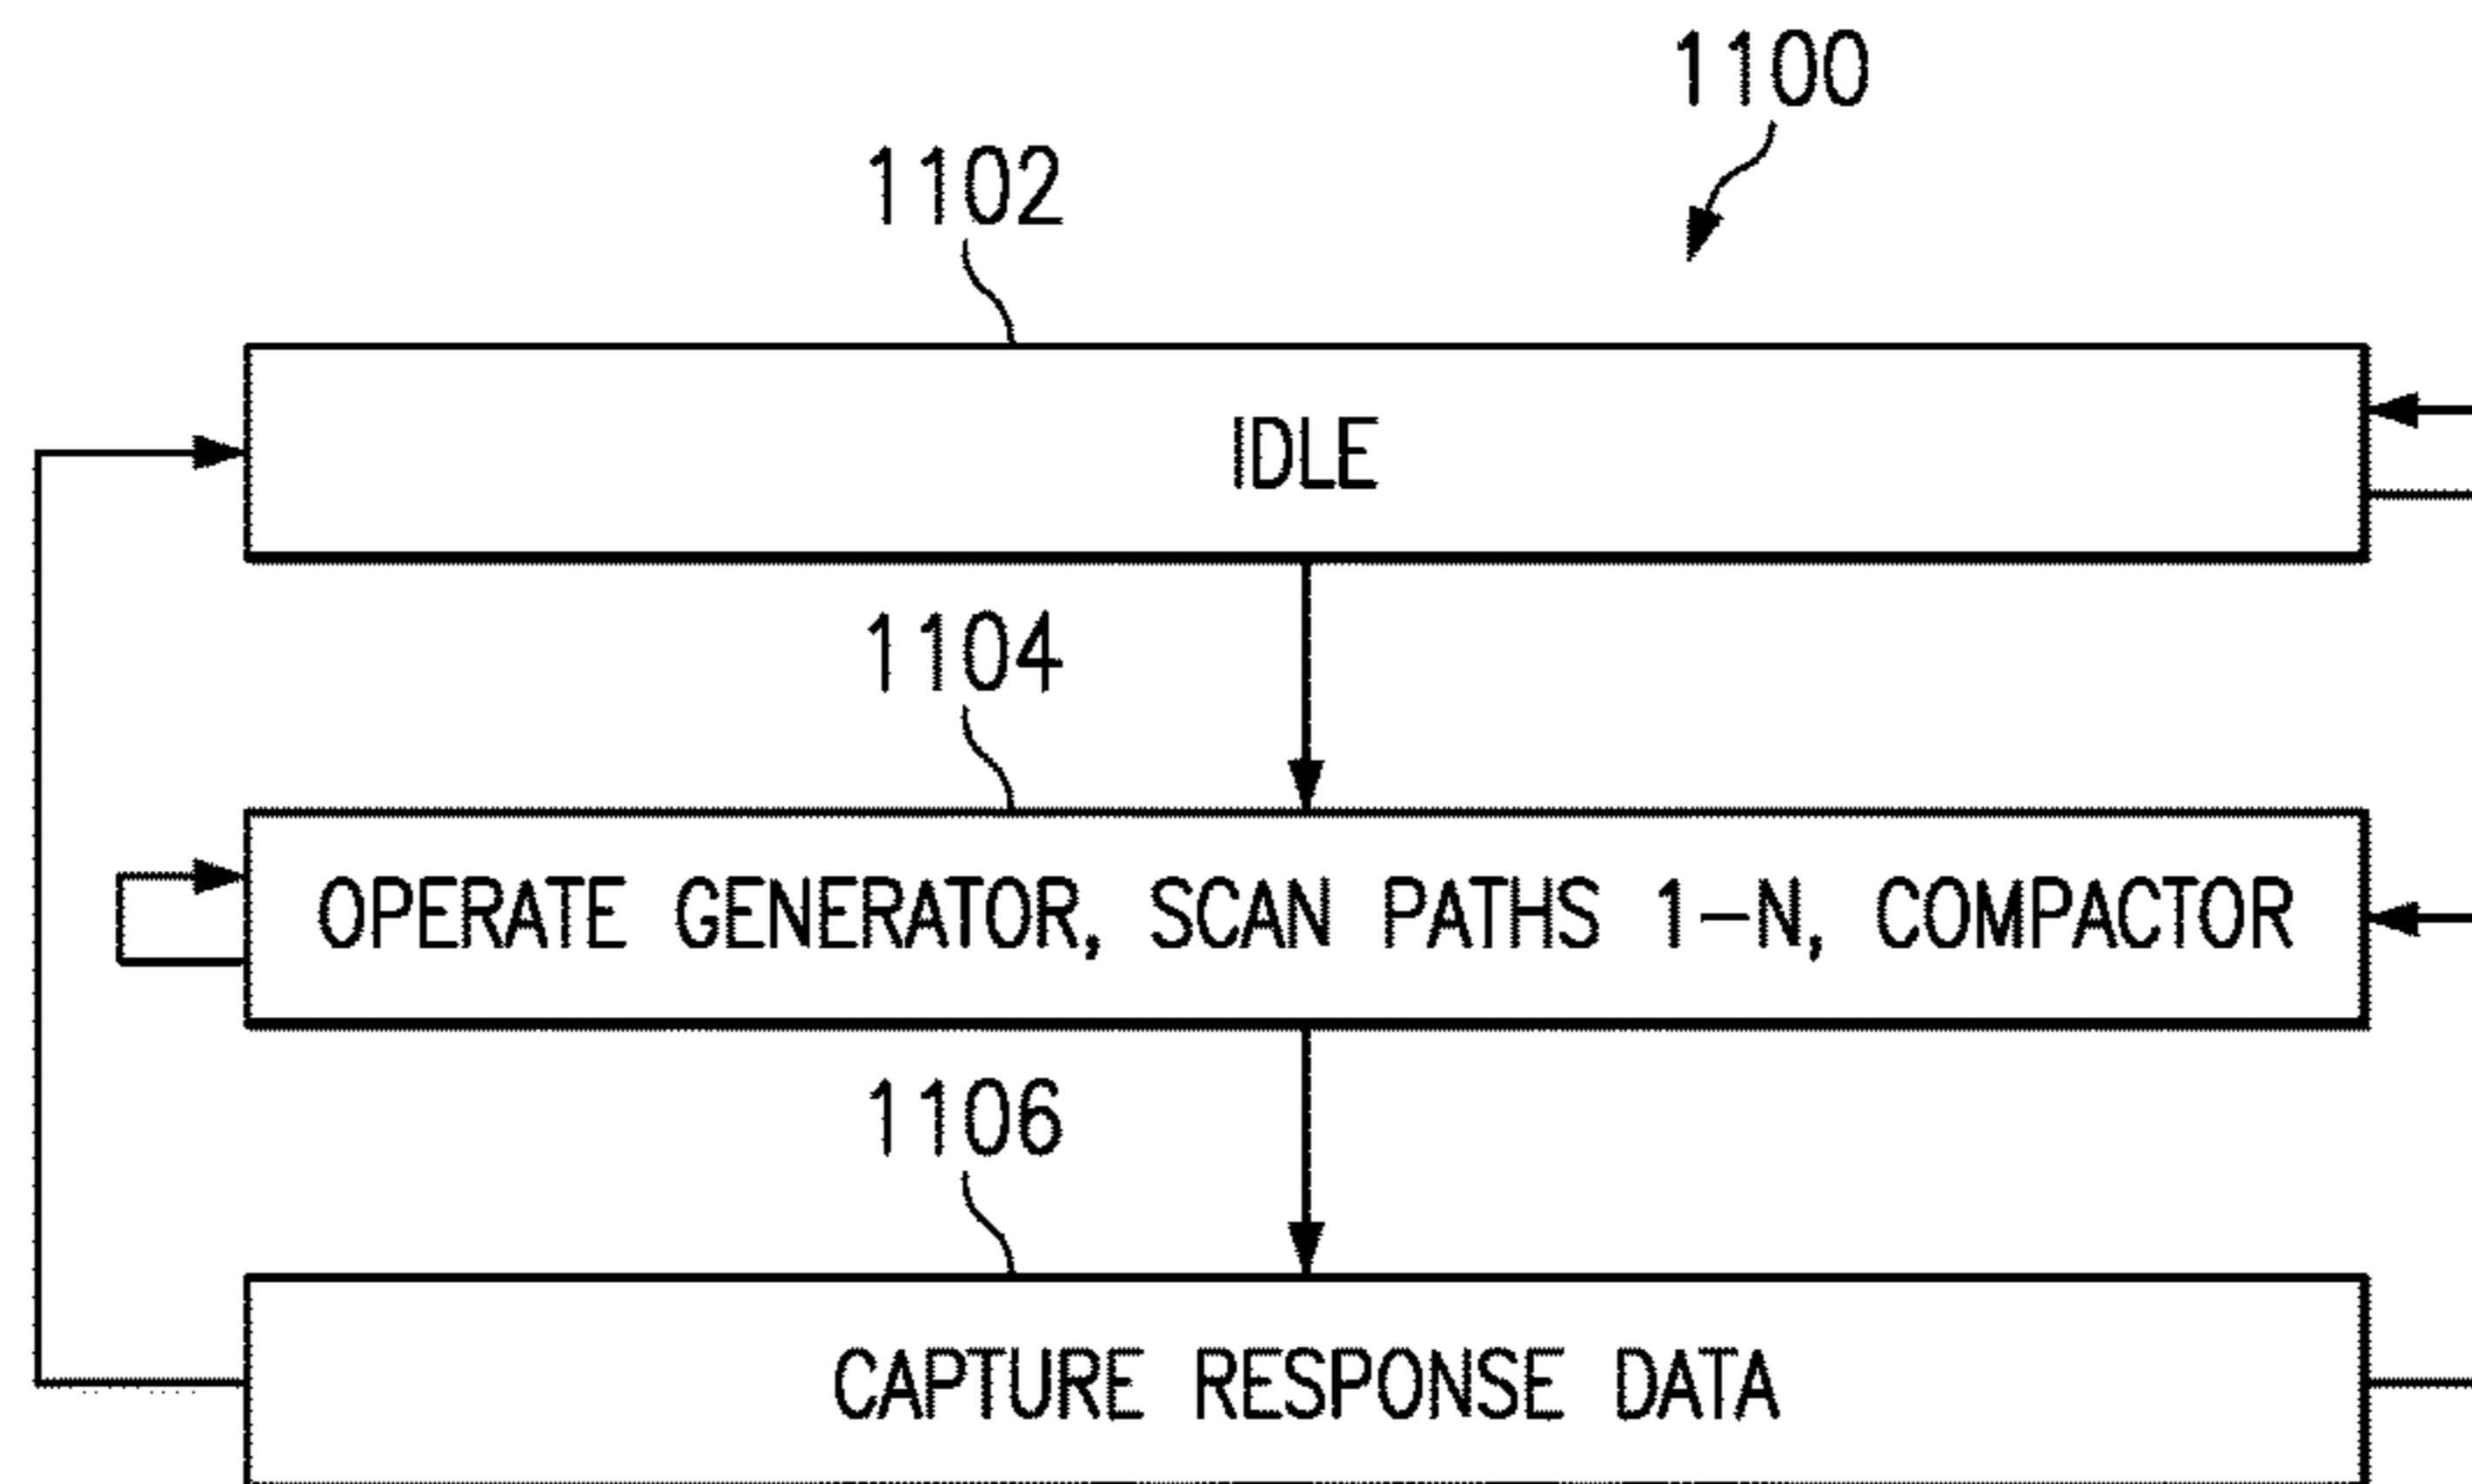 1100
1102
IDLE
1104
OPERATE GENERATOR, SCAN PATHS 1-N, COMPACTOR
1106
CAPTURE RESPONSE DATA